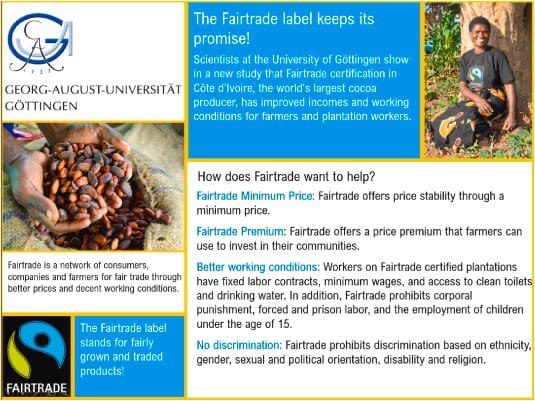 1737
GEORG-AUGUST-UNIVERSITÄT
GÖTTINGEN
The Fairtrade label keeps its
promise!
Scientists at the University of Göttingen show
in a new study that Fairtrade certification in
Côte d'Ivoire, the world's largest cocoa
producer, has improved incomes and working
conditions for farmers and plantation workers.
Fairtrade is a network of consumers,
companies and farmers for fair trade through
better prices and decent working conditions.
FAIRTRADE
The Fairtrade label
stands for fairly
grown and traded
products!
How does Fairtrade want to help?
Fairtrade Minimum Price: Fairtrade offers price stability through a
minimum price.
Fairtrade Premium: Fairtrade offers a price premium that farmers can
use to invest in their communities.
Better working conditions: Workers on Fairtrade certified plantations
have fixed labor contracts, minimum wages, and access to clean toilets
and drinking water. In addition, Fairtrade prohibits corporal
punishment, forced and prison labor, and the employment of children
under the age of 15.
No discrimination: Fairtrade prohibits discrimination based on ethnicity,
gender, sexual and political orientation, disability and religion.